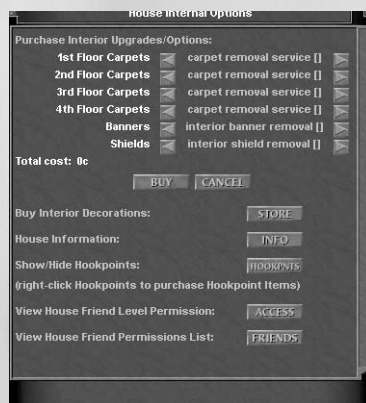 House Internal Options
Purchase Interior Upgrades/Options:
1st Floor Carpets carpet removal service []
2nd Floor Carpets carpet removal service []
3rd Floor Carpets carpet removal service []
4th Floor Carpets carpet removal service []
Banners interior banner removal []
Shields interior shield removal []
Total cost: 0c
BUY CANCEL
Buy Interior Decorations: STORE
House Information: INFO
Show/Hide Hookpoints: HOOKPNTS
(right-click Hookpoints to purchase Hookpoint Items)
View House Friend Level Permission: ACCESS
View House Friend Permissions List: FRIENDS